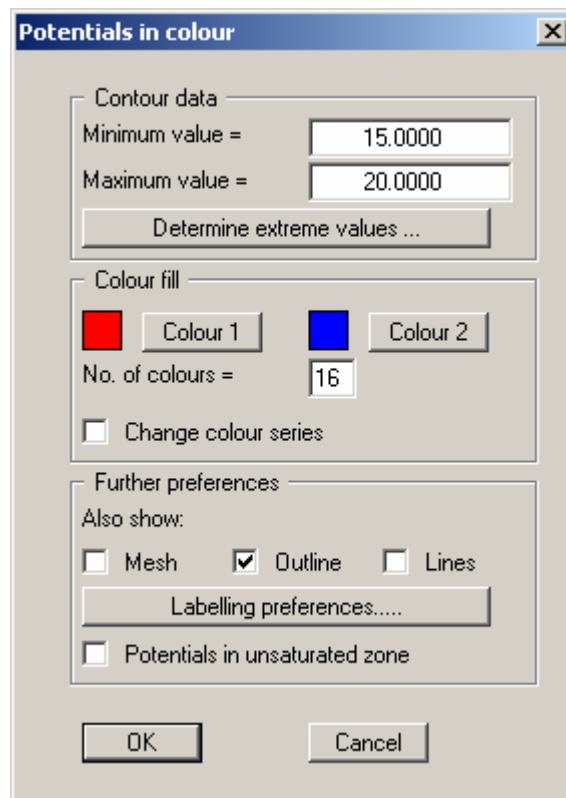 Potentials in colour
Contour data
Minimum value = 15.0000
Maximum value = 20.0000
Determine extreme values ...
Colour fill
Colour 1 Colour 2
No. of colours = 16
Change colour series
Further preferences
Also show:
Mesh Outline Lines
Labelling preferences.....
Potentials in unsaturated zone
OK Cancel